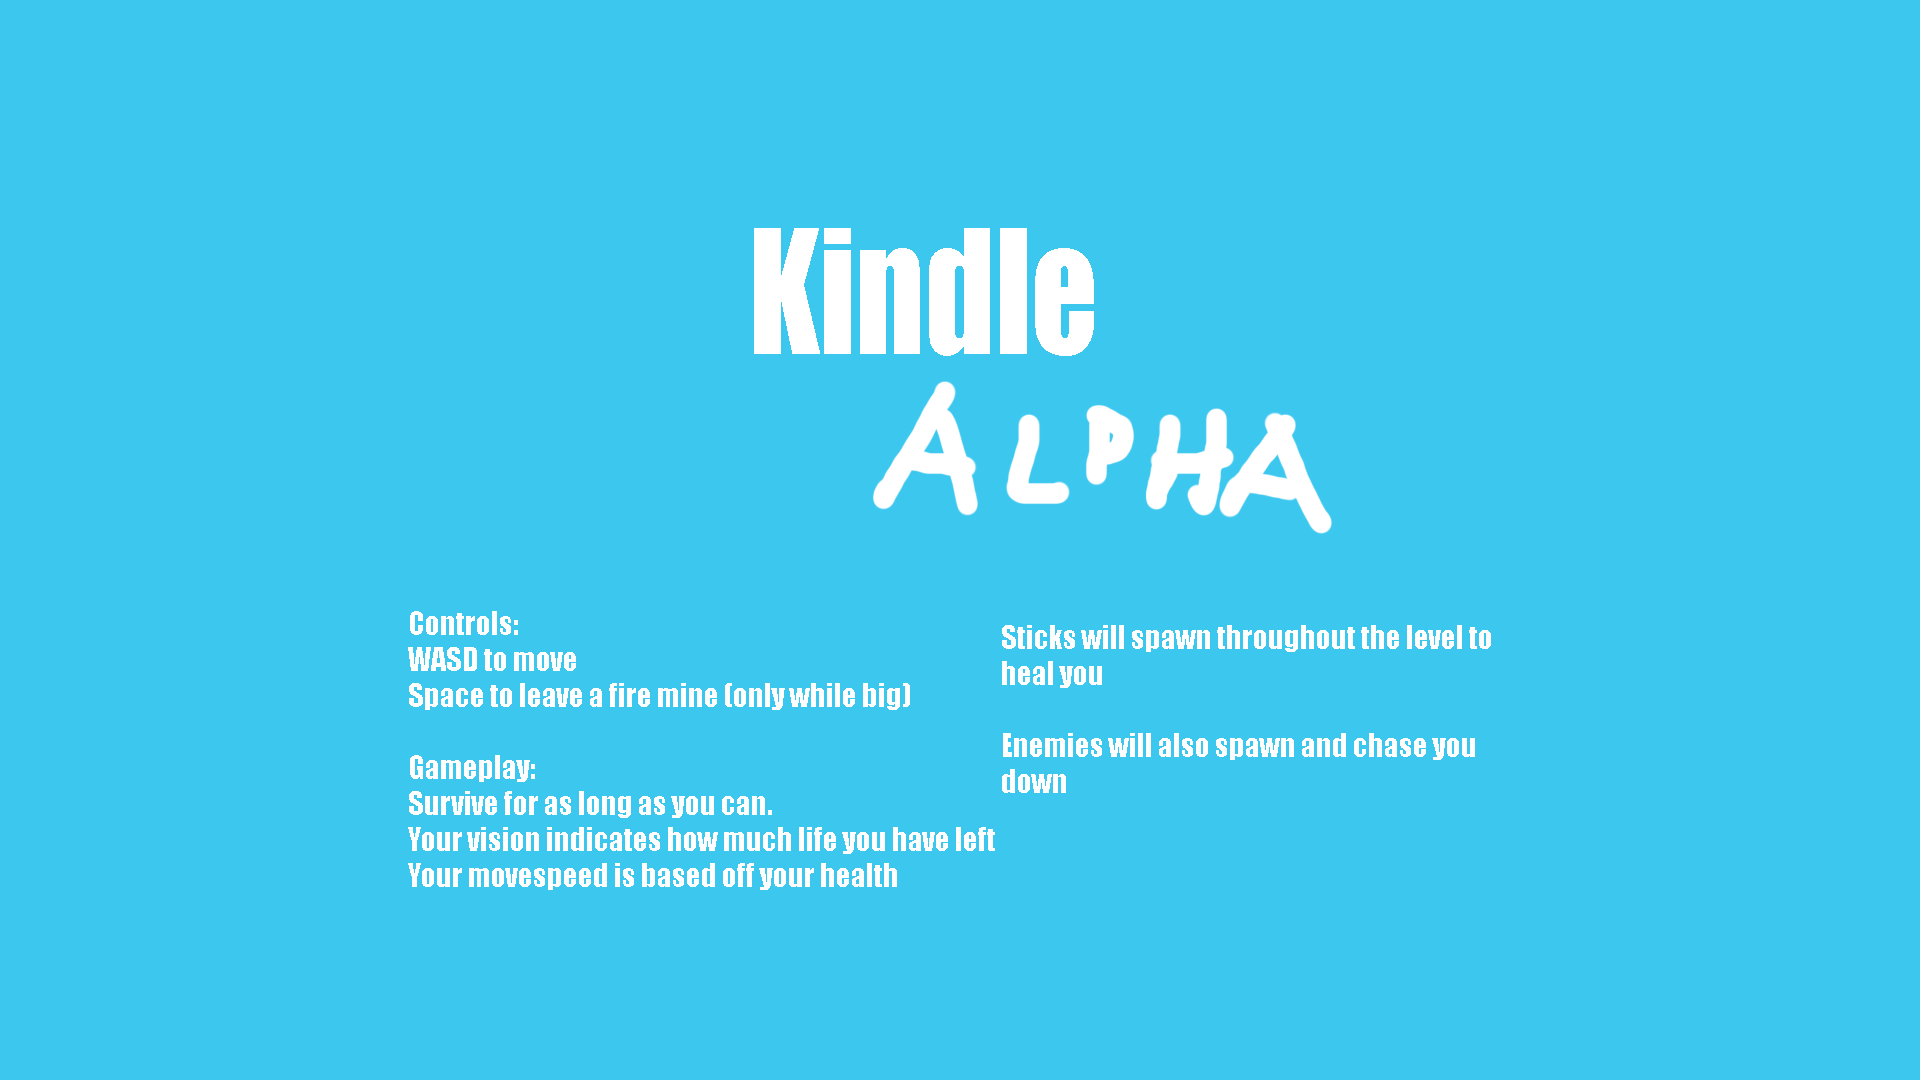 Kindle
ALPHA
Controls:
WASD to move
Space to leave a fire mine (only while big)
Gameplay:
Survive for as long as you can.
Your vision indicates how much life you have left
Your movespeed is based off your health
Sticks will spawn throughout the level to
heal you
Enemies will also spawn and chase you
down